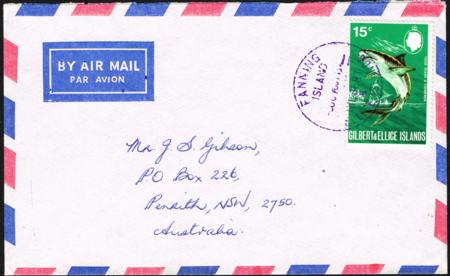 BY AIR MAIL
PAR AVION
15c
FANNING
ISLAND
GILBERT & ELLICE ISLANDS
Mr J S Gibson,
PO Box 226,
Penrith, NSW, 2750.
Australia.